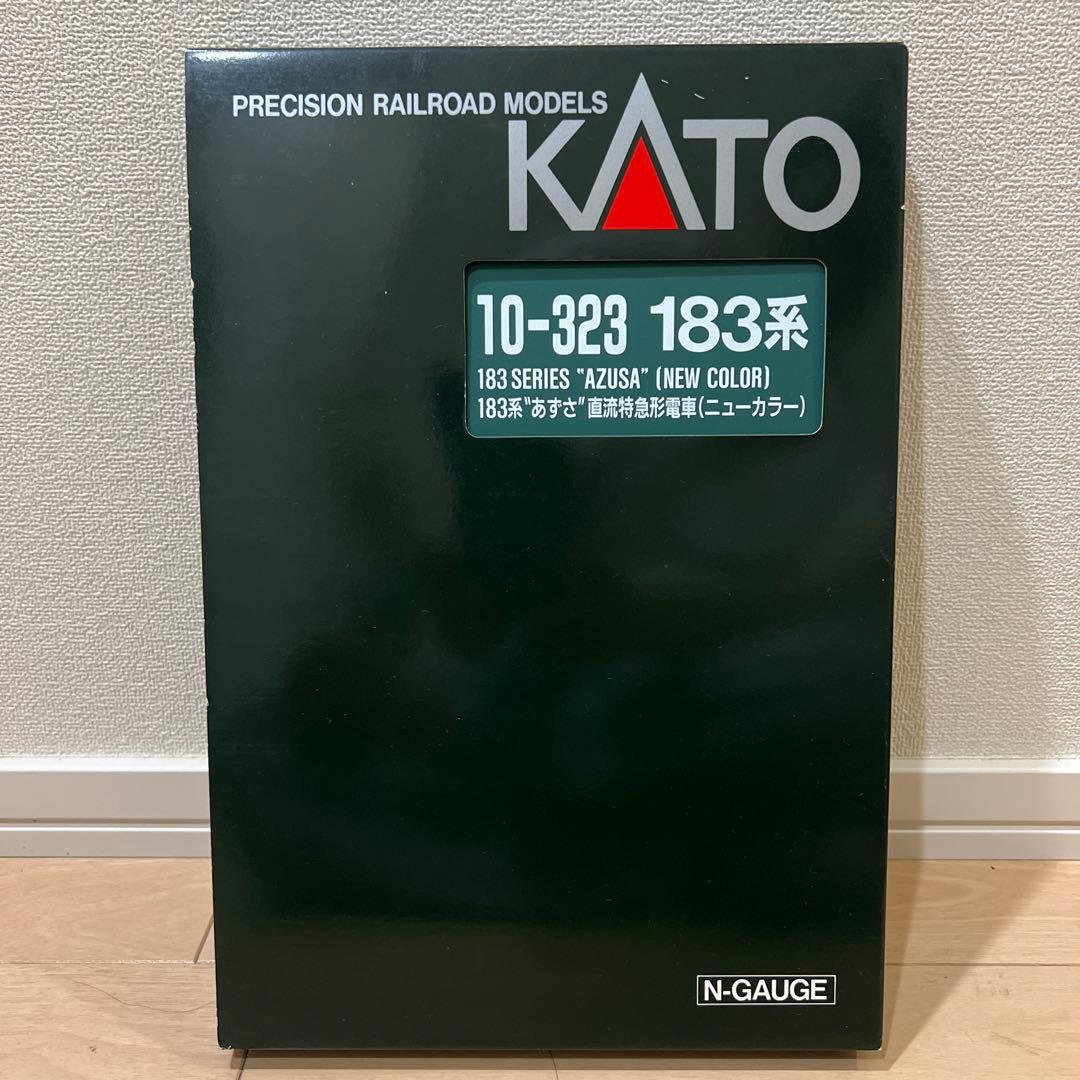 PRECISION RAILROAD MODELS
KATO
10-323 183系
183 SERIES "AZUSA" (NEW COLOR)
183系"あずさ"直流特急形電車(ニューカラー)
N-GAUGE